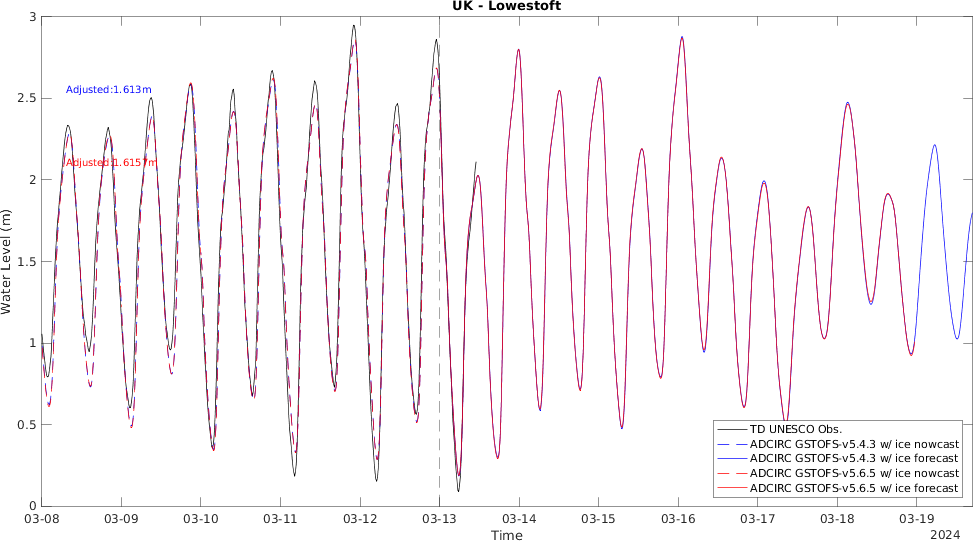 UK - Lowestoft
3
2.5
2
1.5
1
0.5
0
Water Level (m)
Adjusted:1.613m
Adjusted:1.6157m
TD UNESCO Obs.
ADCIRC GSTOFS-v5.4.3 w/ ice nowcast
ADCIRC GSTOFS-v5.4.3 w/ ice forecast
ADCIRC GSTOFS-v5.6.5 w/ ice nowcast
ADCIRC GSTOFS-v5.6.5 w/ ice forecast
03-08 03-09 03-10 03-11 03-12 03-13 03-14 03-15 03-16 03-17 03-18 03-19
Time
2024